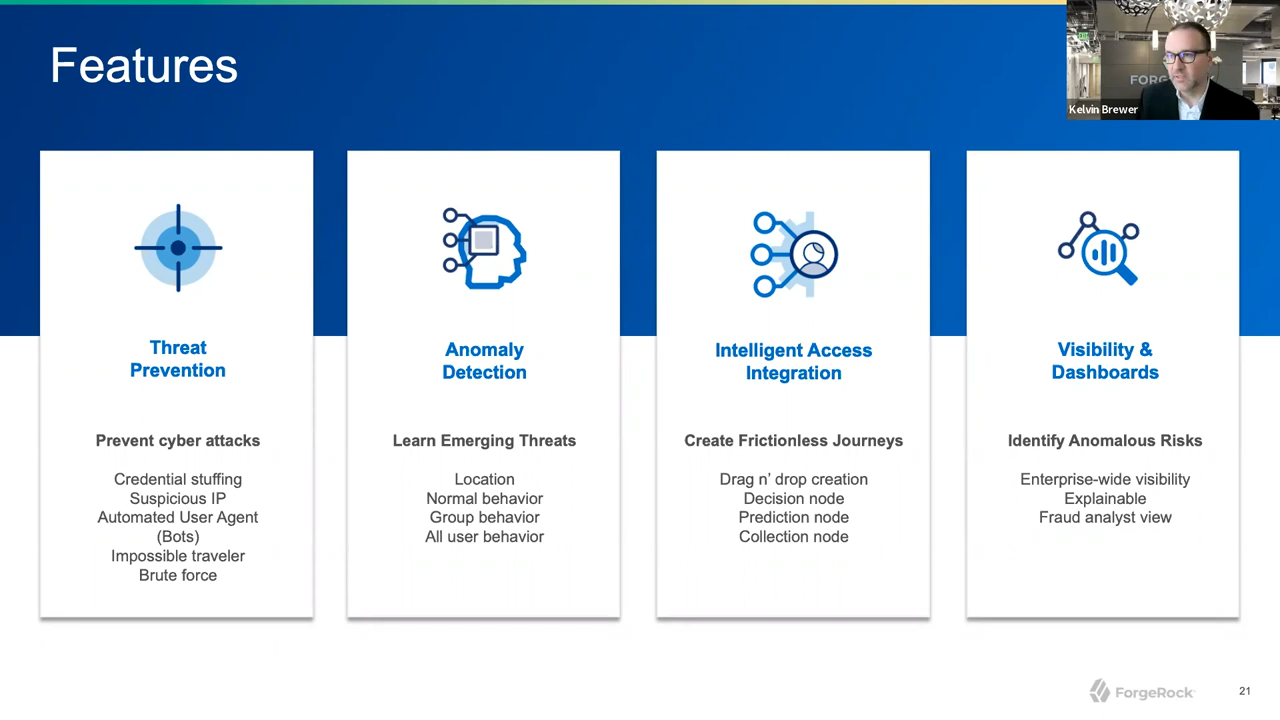 Features
FORGEROCK
Kelvin Brewer
Threat
Prevention
Prevent cyber attacks
Credential stuffing
Suspicious IP
Automated User Agent
(Bots)
Impossible traveler
Brute force
Anomaly
Detection
Learn Emerging Threats
Location
Normal behavior
Group behavior
All user behavior
Intelligent Access
Integration
Create Frictionless Journeys
Drag n’ drop creation
Decision node
Prediction node
Collection node
Visibility &
Dashboards
Identify Anomalous Risks
Enterprise-wide visibility
Explainable
Fraud analyst view
ForgeRock
21